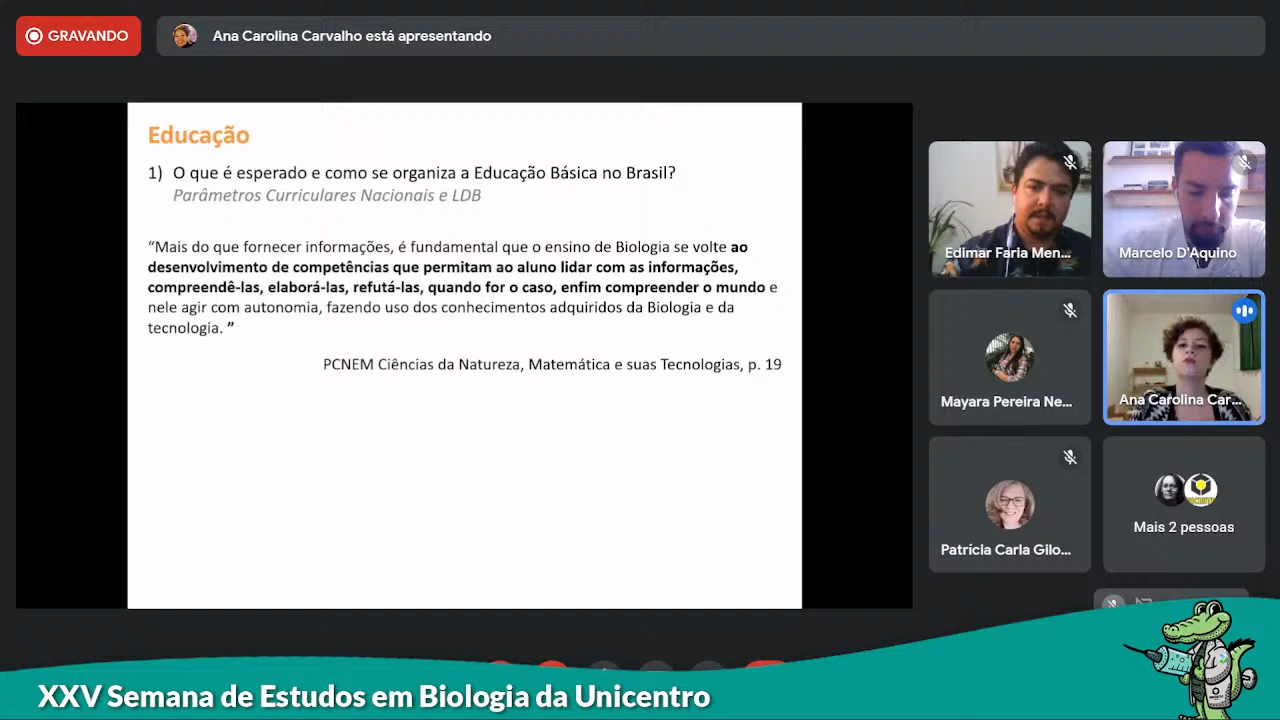 GRAVANDO
Ana Carolina Carvalho está apresentando
Educação
1) O que é esperado e como se organiza a Educação Básica no Brasil?
Parâmetros Curriculares Nacionais e LDB
“Mais do que fornecer informações, é fundamental que o ensino de Biologia se volte ao
desenvolvimento de competências que permitam ao aluno lidar com as informações,
compreendê-las, elaborá-las, refutá-las, quando for o caso, enfim compreender o mundo e
nele agir com autonomia, fazendo uso dos conhecimentos adquiridos da Biologia e da
tecnologia. ”
PCNEM Ciências da Natureza, Matemática e suas Tecnologias, p. 19
Edimar Faria Men...
Marcelo D'Aquino
Mayara Pereira Ne...
Ana Carolina Car...
Patrícia Carla Gilo...
Mais 2 pessoas
XXV Semana de Estudos em Biologia da Unicentro